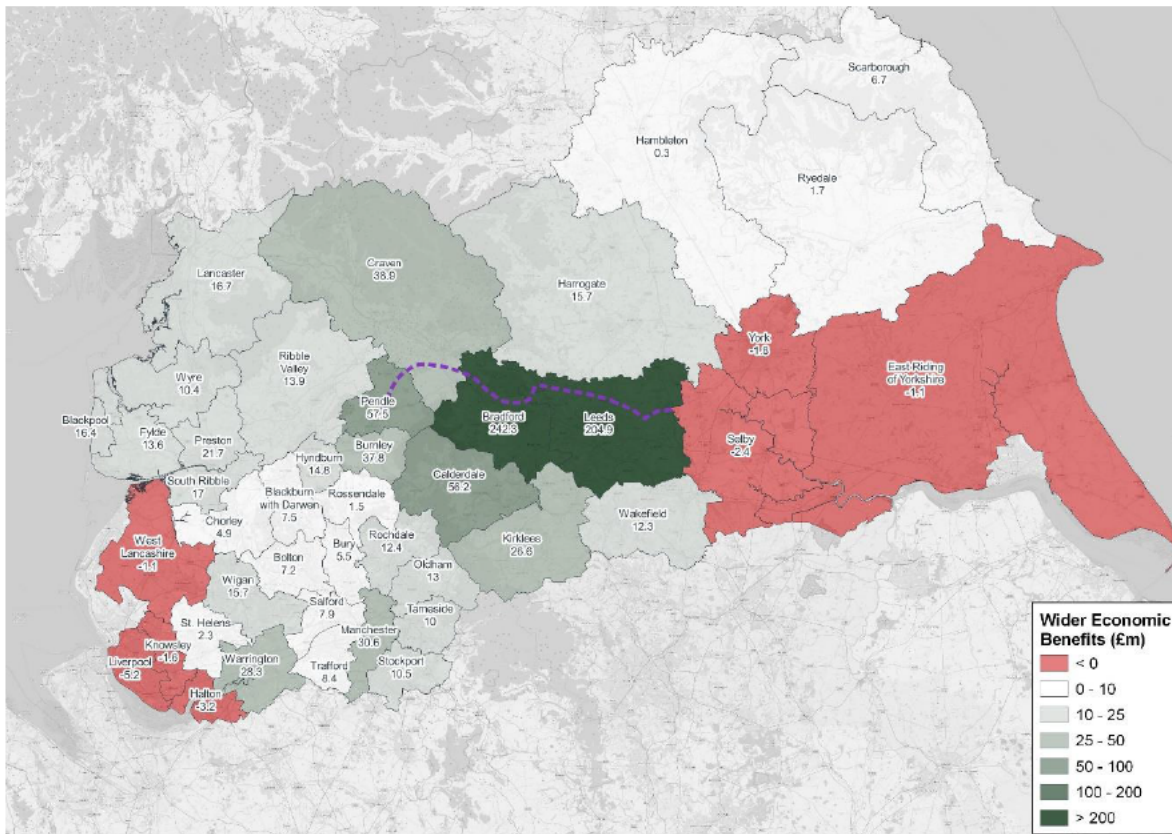 Scarborough
6.7
Hambleton
0.3
Ryedale
1.7
Lancaster
16.7
Craven
38.9
Harrogate
15.7
York
-1.8
East Riding
of Yorkshire
-1.1
Wyre
10.4
Ribble
Valley
13.9
Pendle
57.5
Bradford
242.3
Leeds
204.9
Selby
-2.4
Blackpool
16.4
Fylde
13.6
Preston
21.7
Burnley
37.8
Hyndburn
14.8
Calderdale
56.2
South Ribble
17
Blackburn
with Darwen
7.5
Rossendale
1.5
Wakefield
12.3
Chorley
4.9
Kirklees
26.6
West
Lancashire
-1.1
Bolton
7.2
Bury
5.5
Rochdale
12.4
Oldham
13
Wigan
15.7
Salford
7.9
Tameside
10
St. Helens
2.3
Manchester
30.6
Knowsley
-1.6
Liverpool
-5.2
Warrington
28.3
Trafford
8.4
Stockport
10.5
Halton
-3.2
Wider Economic
Benefits (£m)
< 0
0 - 10
10 - 25
25 - 50
50 - 100
100 - 200
> 200